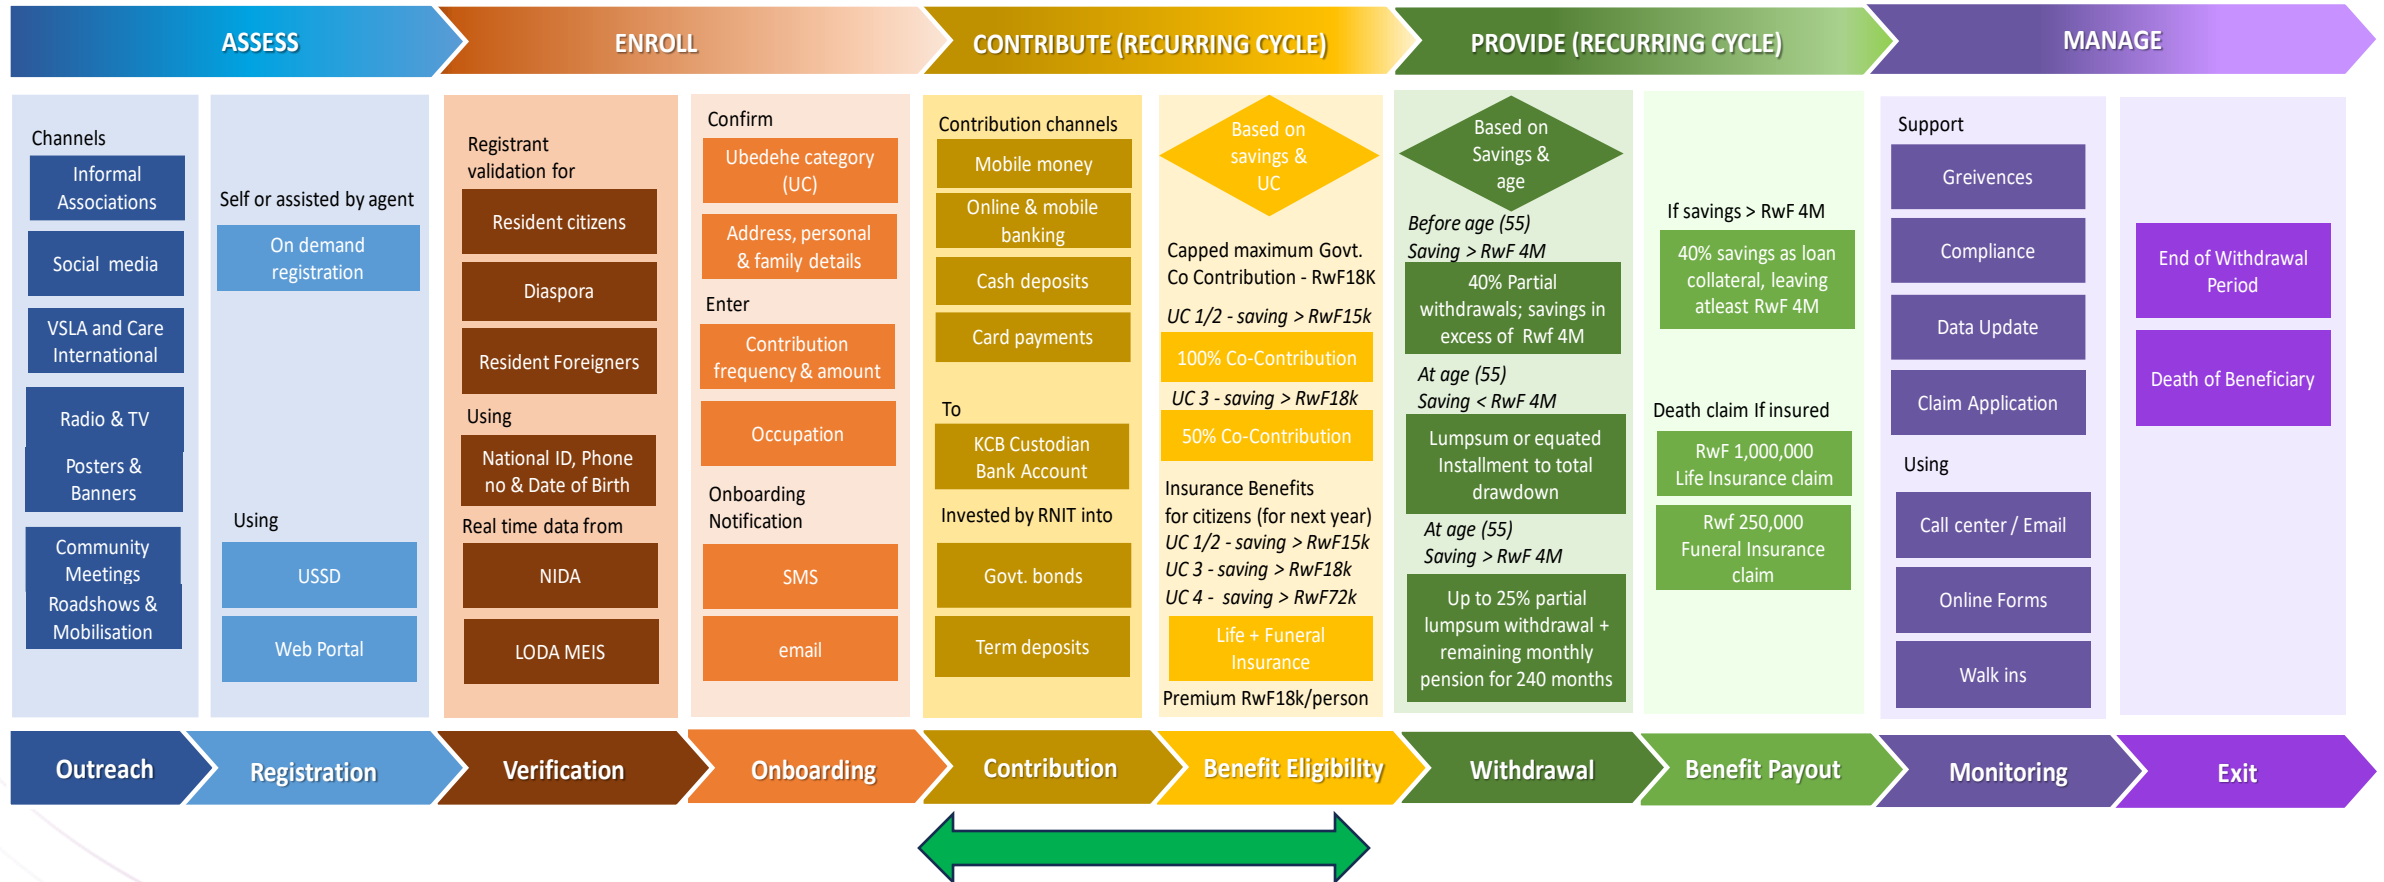 ASSESS
ENROLL
CONTRIBUTE (RECURRING CYCLE)
PROVIDE (RECURRING CYCLE)
MANAGE
Channels
Informal
Associations
Social media
VSLA and Care
International
Radio & TV
Posters &
Banners
Community
Meetings
Roadshows &
Mobilisation
Self or assisted by agent
On demand
registration
Using
USSD
Web Portal
Registrant
validation for
Resident citizens
Diaspora
Resident Foreigners
Using
National ID, Phone
no & Date of Birth
Real time data from
NIDA
LODA MEIS
Confirm
Ubedehe category
(UC)
Address, personal
& family details
Enter
Contribution
frequency & amount
Occupation
Onboarding
Notification
SMS
email
Contribution channels
Mobile money
Online & mobile
banking
Cash deposits
Card payments
To
KCB Custodian
Bank Account
Invested by RNIT into
Govt. bonds
Term deposits
Based on
savings &
UC
Capped maximum Govt.
Co Contribution - RwF18K
UC 1/2 - saving > RwF15k
100% Co-Contribution
UC 3 - saving > RwF18k
50% Co-Contribution
Insurance Benefits
for citizens (for next year)
UC 1/2 - saving > RwF15k
UC 3 - saving > RwF18k
UC 4 -  saving > RwF72k
Life + Funeral
Insurance
Premium RwF18k/person
Based on
Savings &
age
Before age (55)
Saving > RwF 4M
40% Partial
withdrawals; savings in
excess of  Rwf 4M
At age (55)
Saving < RwF 4M
Lumpsum or equated
Installment to total
drawdown
At age (55)
Saving > RwF 4M
Up to 25% partial
lumpsum withdrawal +
remaining monthly
pension for 240 months
If savings > RwF 4M
40% savings as loan
collateral, leaving
atleast RwF 4M
Death claim If insured
RwF 1,000,000
Life Insurance claim
Rwf 250,000
Funeral Insurance
claim
Support
Greivences
Compliance
Data Update
Claim Application
Using
Call center / Email
Online Forms
Walk ins
End of Withdrawal
Period
Death of Beneficiary
Outreach
Registration
Verification
Onboarding
Contribution
Benefit Eligibility
Withdrawal
Benefit Payout
Monitoring
Exit